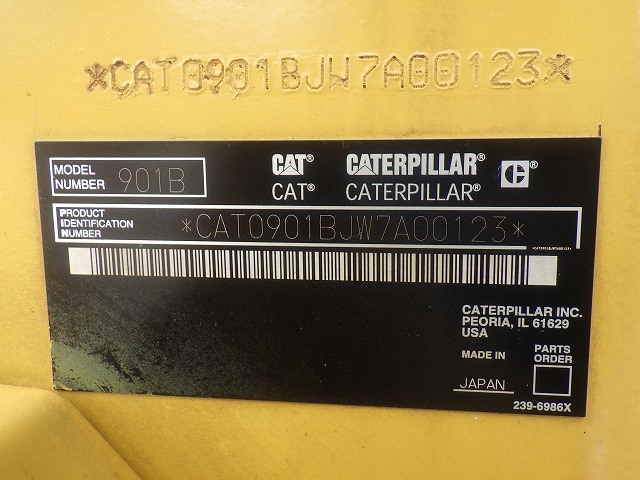 *CAT0901BJW7A00123*
MODEL NUMBER 901B
CAT® CATERPILLAR® C®
CAT® CATERPILLAR®
PRODUCT IDENTIFICATION NUMBER *CAT0901BJW7A00123*
*CAT0901BJW7A00123*
CATERPILLAR INC.
PEORIA, IL 61629
USA
MADE IN
PARTS ORDER
JAPAN
239-6986X